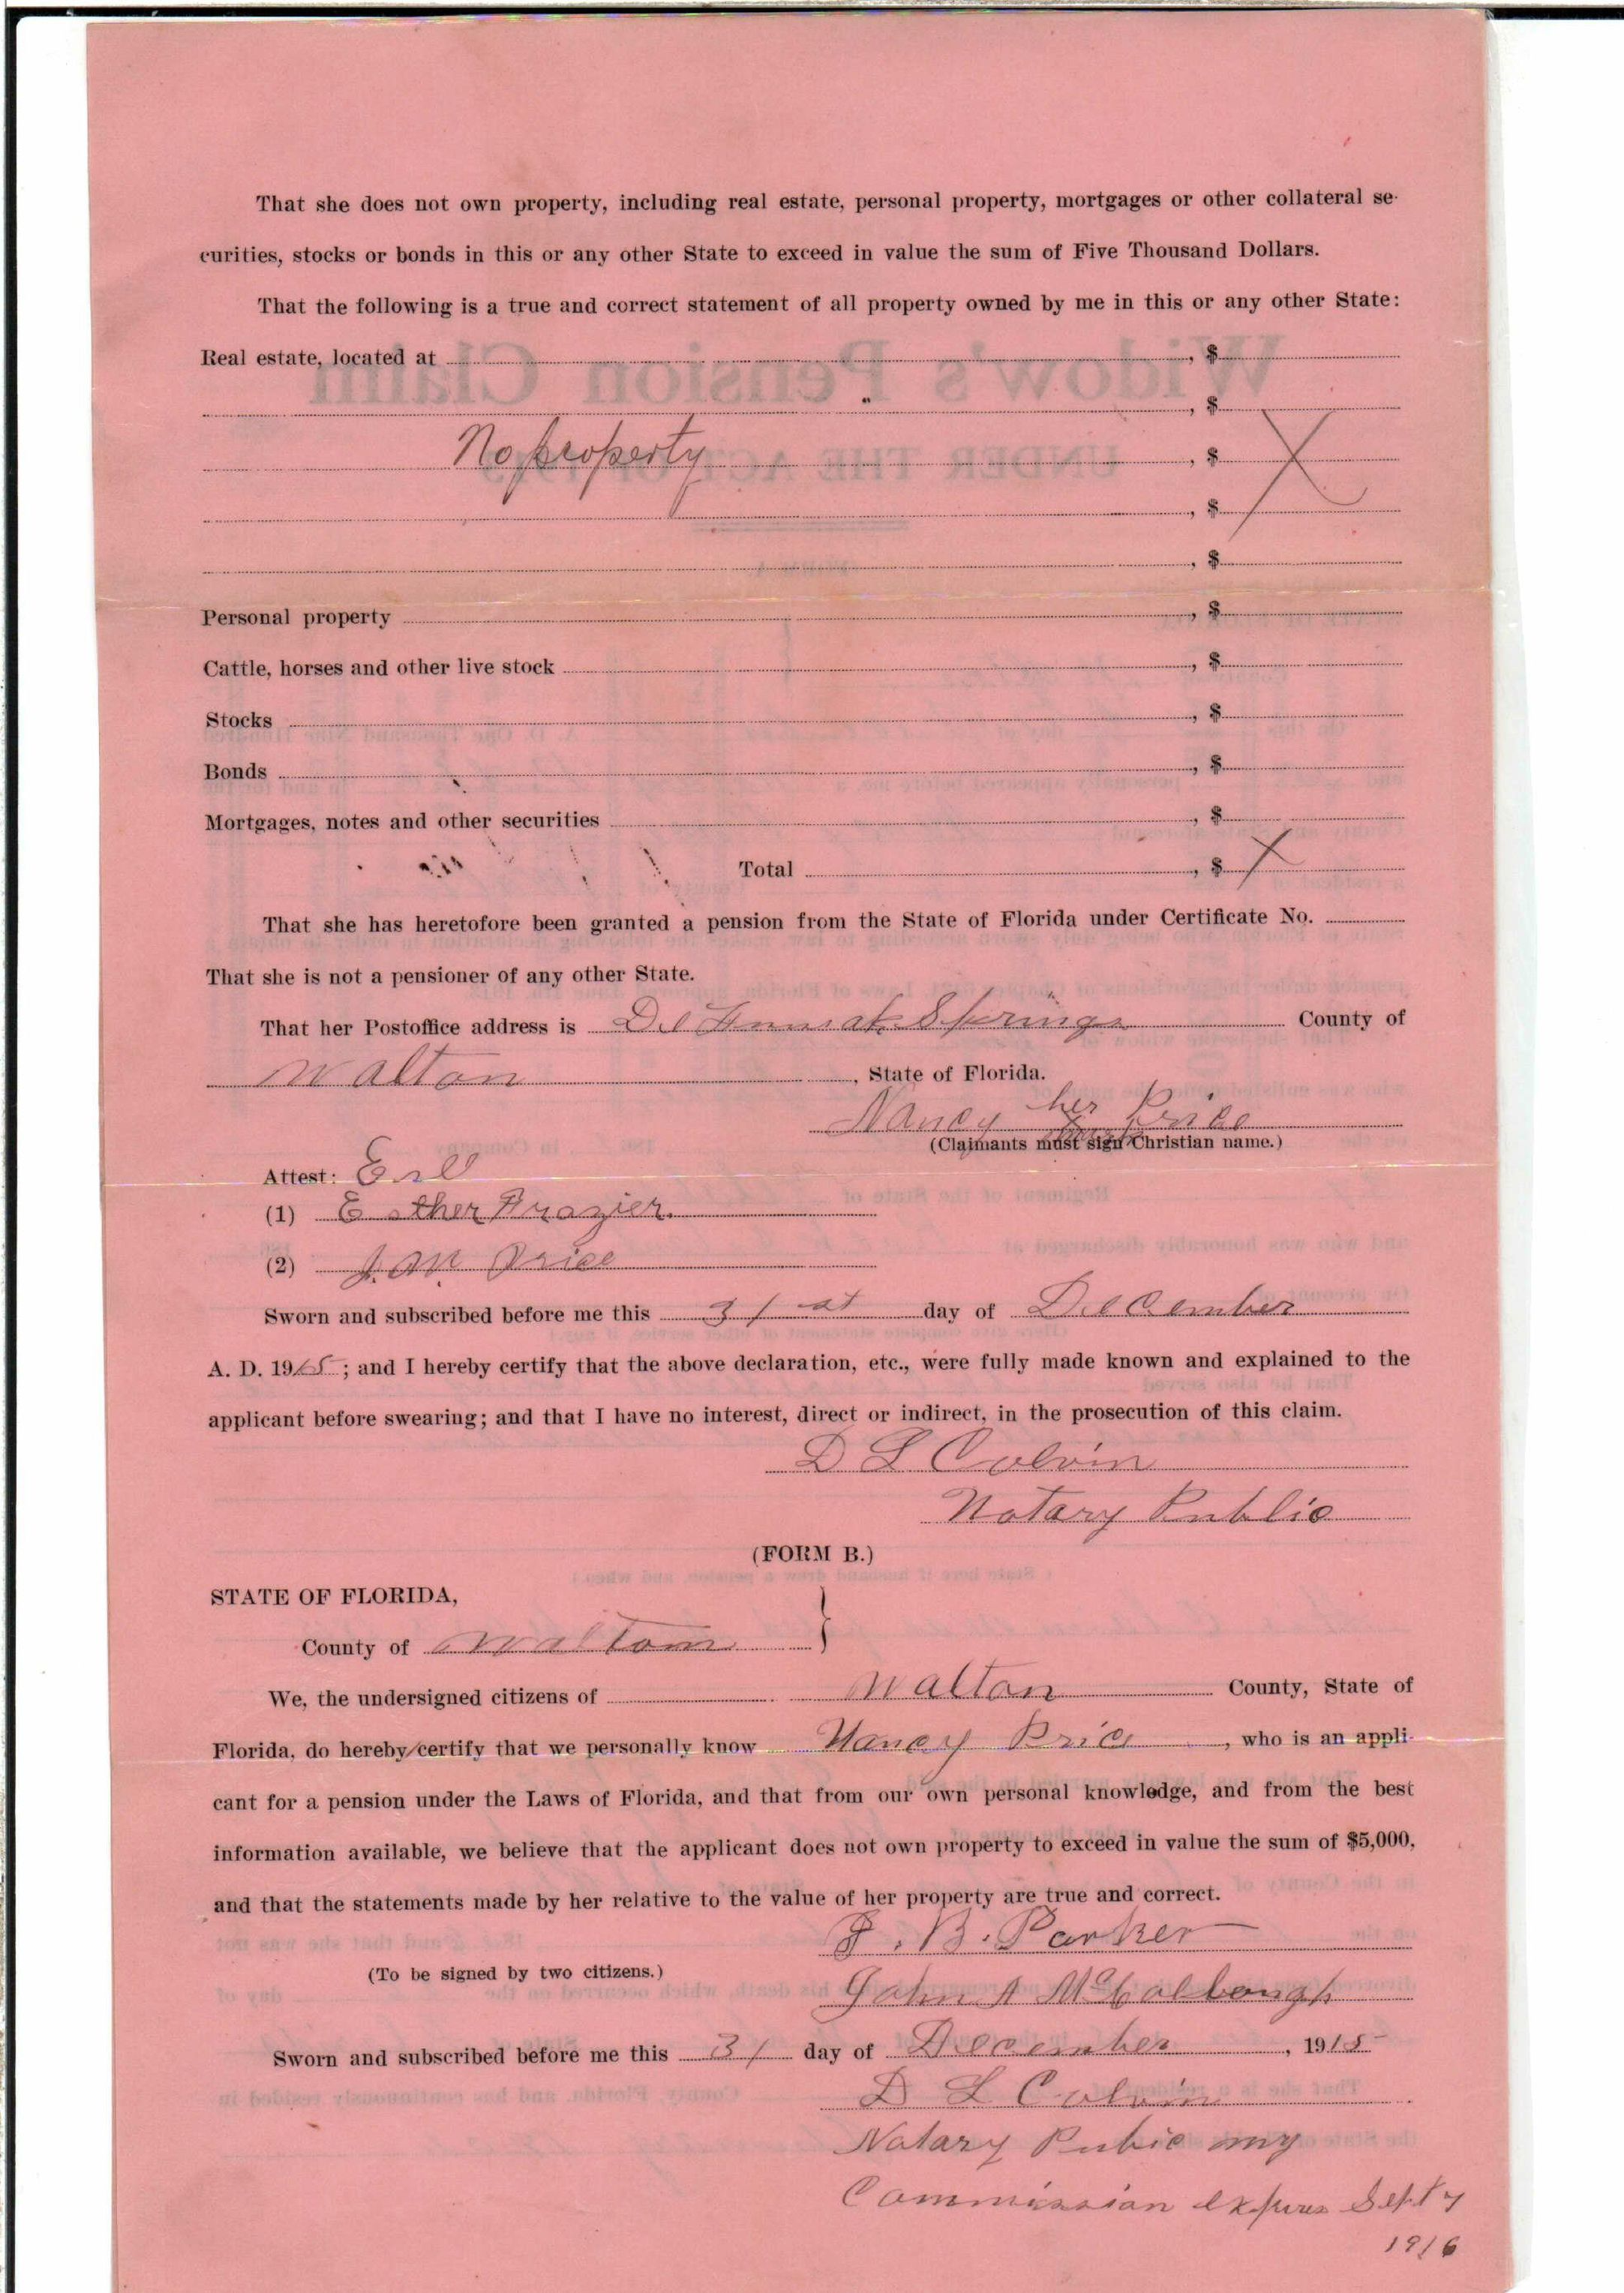 That she does not own property, including real estate, personal property, mortgages or other collateral se-
curities, stocks or bonds in this or any other State to exceed in value the sum of Five Thousand Dollars.
That the following is a true and correct statement of all property owned by me in this or any other State:
Real estate, located at , $
, $
No property , $ X
, $
, $
Personal property , $
Cattle, horses and other live stock , $
Stocks , $
Bonds , $
Mortgages, notes and other securities , $
Total , $ X
That she has heretofore been granted a pension from the State of Florida under Certificate No.
That she is not a pensioner of any other State.
That her Postoffice address is Springs County of
Walton , State of Florida.
Nancy her X Price
(Claimants must sign Christian name.)
Attest:
(1) Esther Frazier.
(2) J. M Price
Sworn and subscribed before me this 31 st day of December
A. D. 1915 ; and I hereby certify that the above declaration, etc., were fully made known and explained to the
applicant before swearing; and that I have no interest, direct or indirect, in the prosecution of this claim.
D L Colvin
Notary Public
(FORM B.)
STATE OF FLORIDA,
County of Walton }
We, the undersigned citizens of Walton County, State of
Florida, do hereby certify that we personally know Nancy Price , who is an appli-
cant for a pension under the Laws of Florida, and that from our own personal knowledge, and from the best
information available, we believe that the applicant does not own property to exceed in value the sum of $5,000,
and that the statements made by her relative to the value of her property are true and correct.
B. Parker
(To be signed by two citizens.)
John A
Sworn and subscribed before me this 31 day of December , 1915
D L Colvin
Notary Pubic my
Commission expires Sept 7
1916